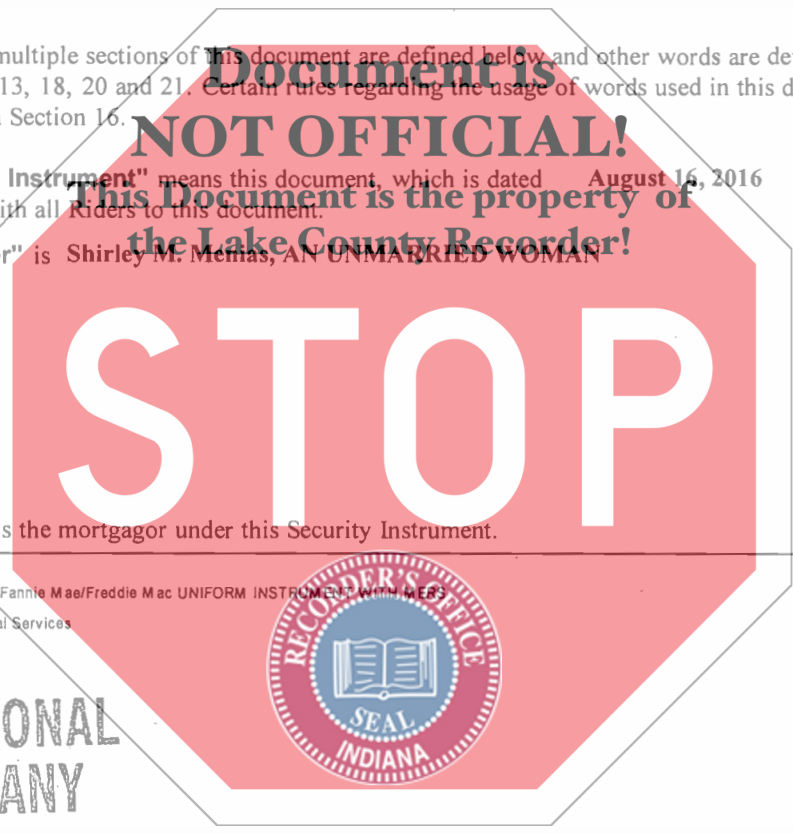 multiple sections of this document are defined below and other words are de
13, 18, 20 and 21. Certain rules regarding the usage of words used in this d
Section 16.
Document is
NOT OFFICIAL!
This Document is the property of
the Lake County Recorder!
Instrument" means this document, which is dated August 16, 2016
ith all Riders to this document.
r" is Shirley M. Menas, AN UNMARRIED WOMAN
STOP
s the mortgagor under this Security Instrument.
Fannie Mae/Freddie Mac UNIFORM INSTRUMENT WITH MERS
al Services
RECORDER'S OFFICE
SEAL
INDIANA
ONAL
ANY